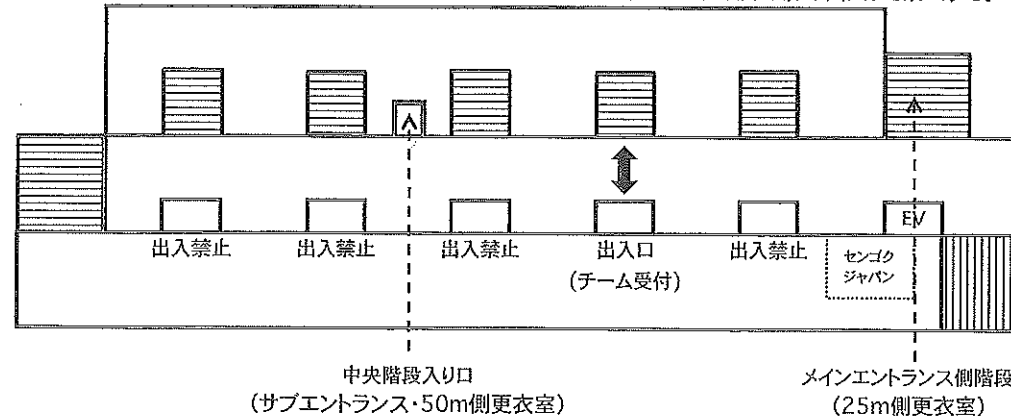 EV
出入禁止 出入禁止 出入禁止 出入口 出入禁止
(チーム受付)
センゴク
ジャパン
中央階段入り口
(サブエントランス・50m側更衣室)
メインエントランス側階段
(25m側更衣室)